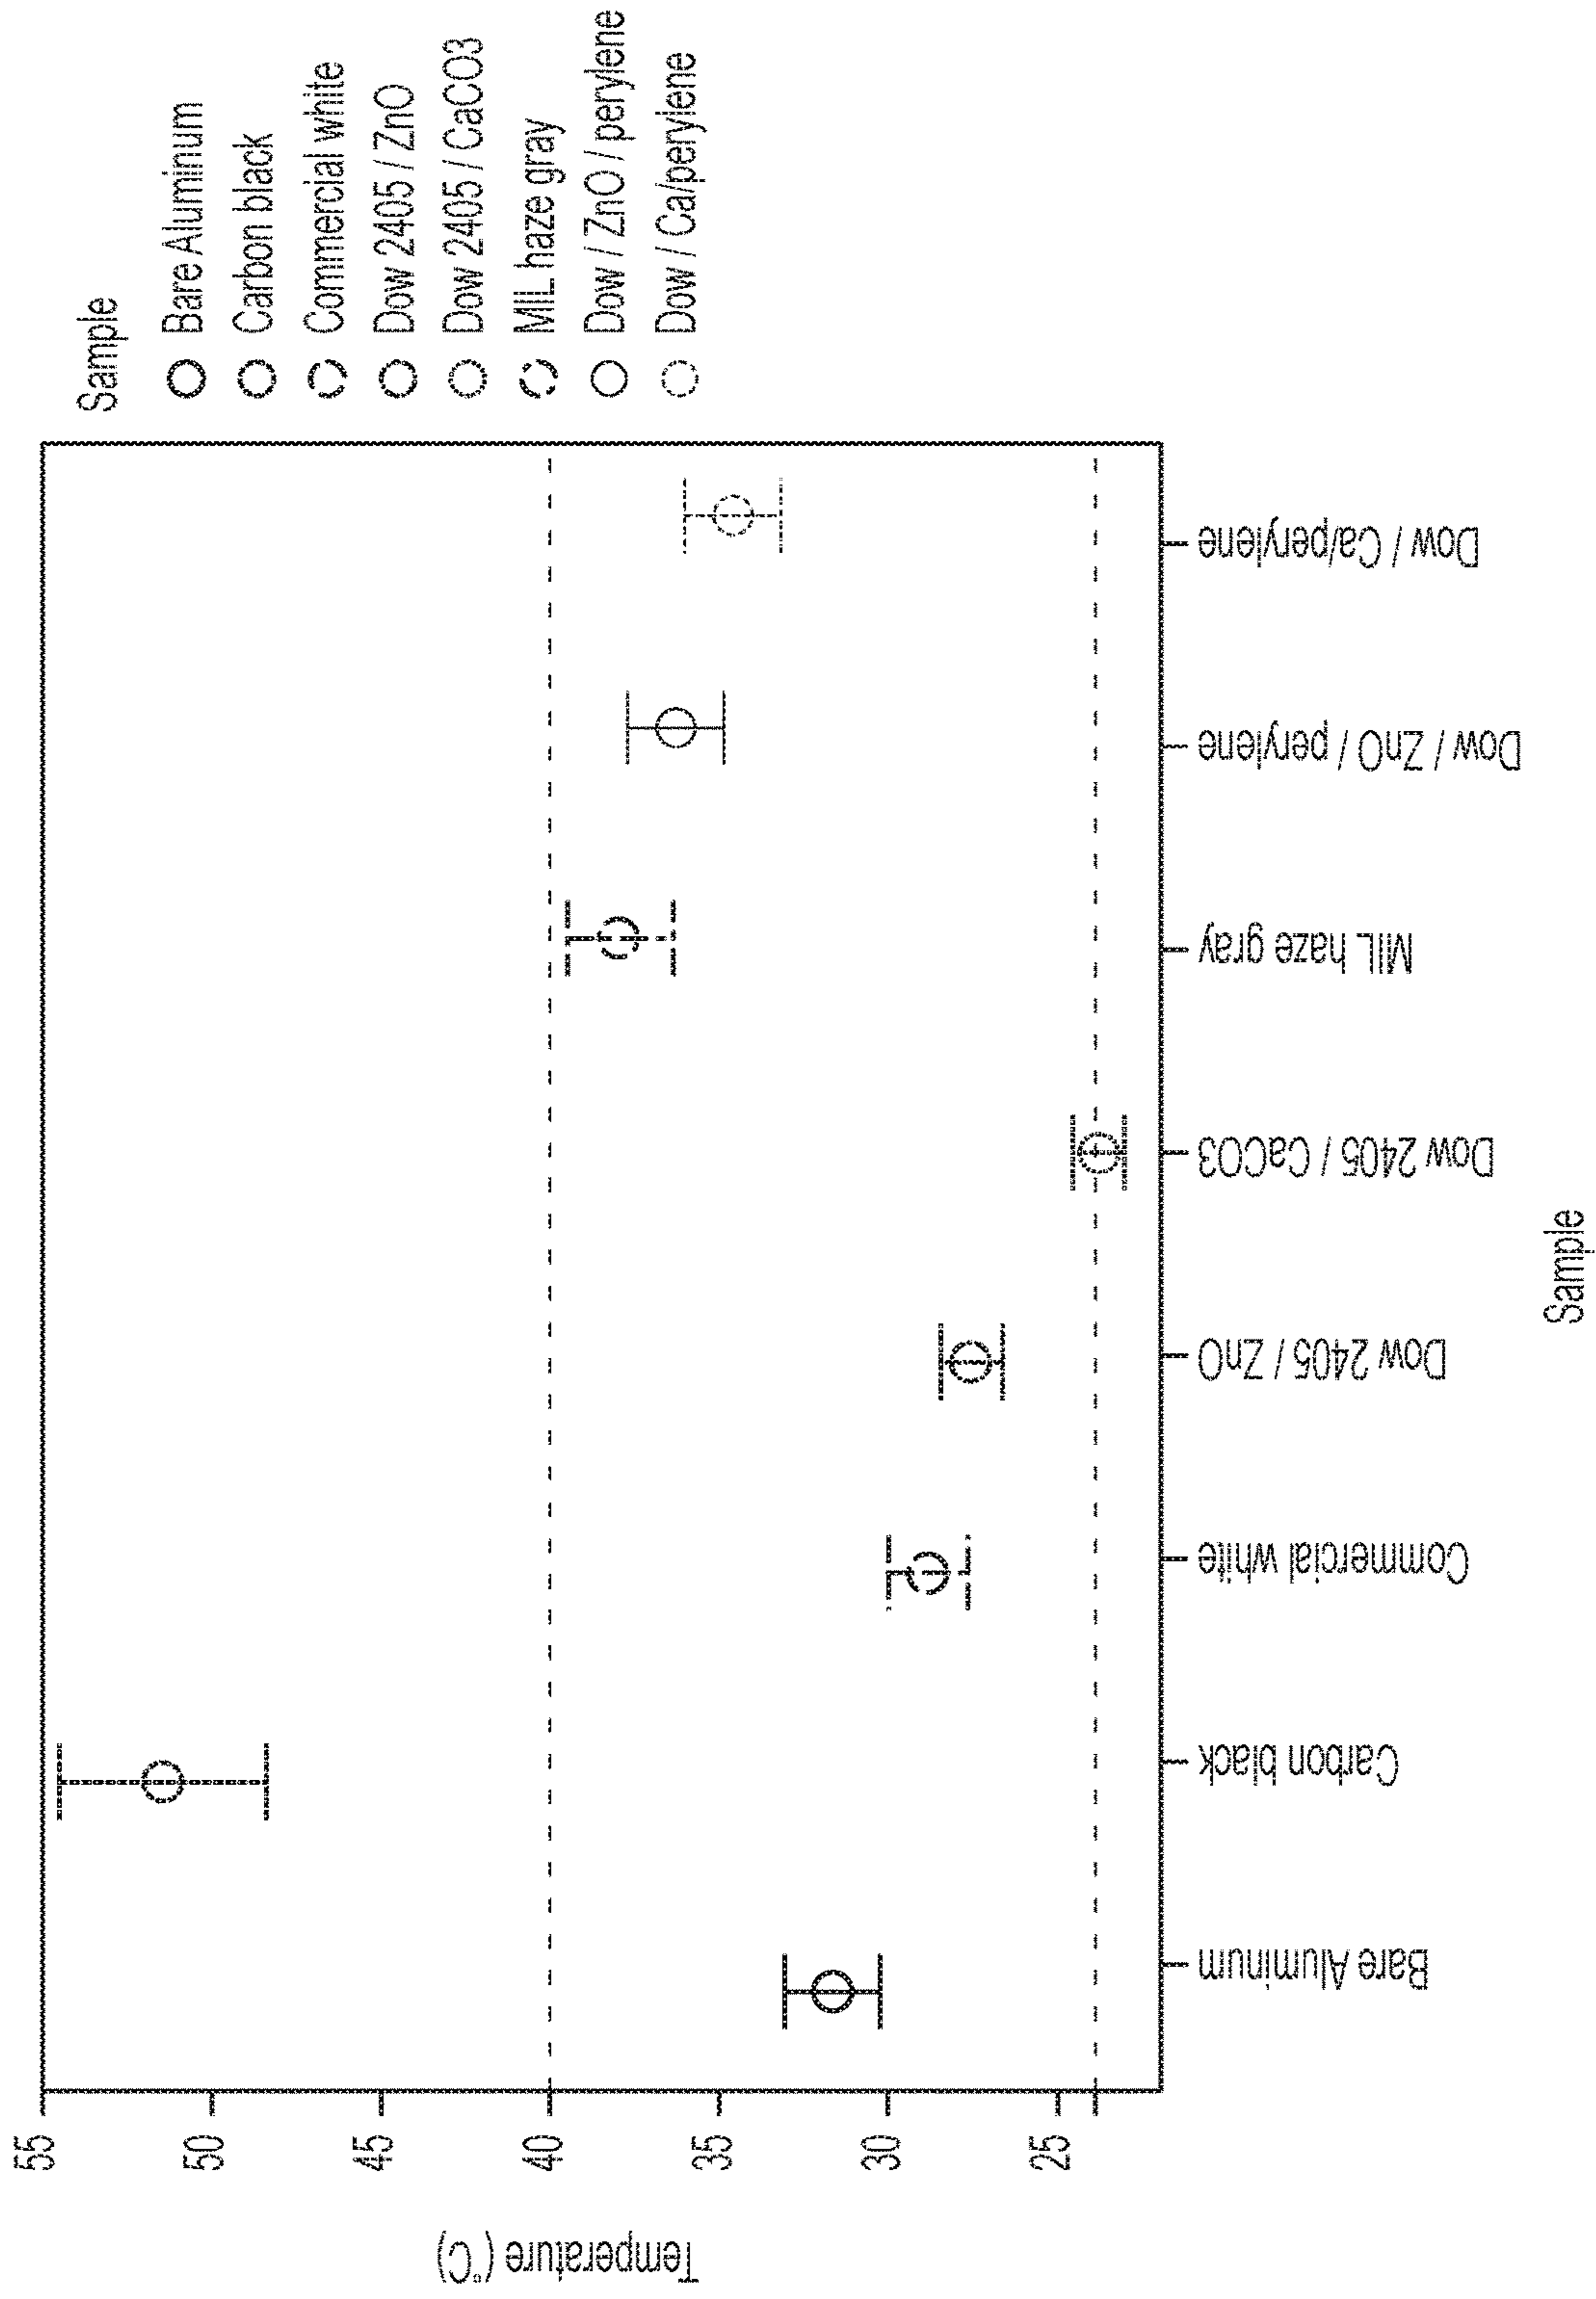 Temperature (°C)
55
50
45
40
35
30
25
Bare Aluminum
Carbon black
Commercial white
Dow 2405 / ZnO
Dow 2405 / CaCO3
MIL haze gray
Dow / ZnO / perylene
Dow / Ca/perylene
Sample
Sample
Bare Aluminum
Carbon black
Commercial white
Dow 2405 / ZnO
Dow 2405 / CaCO3
MIL haze gray
Dow / ZnO / perylene
Dow / Ca/perylene